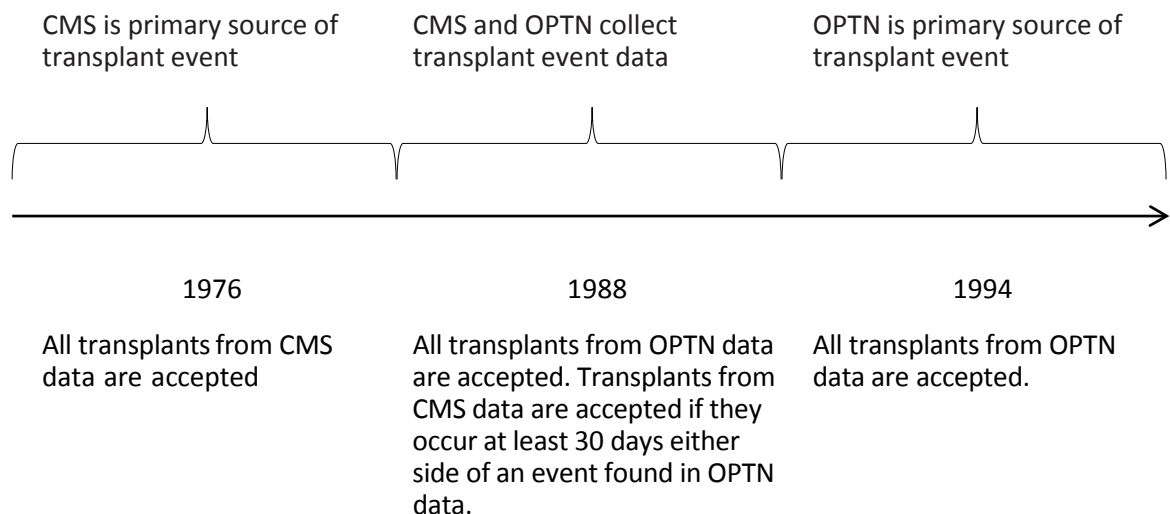 CMS is primary source of
transplant event
CMS and OPTN collect
transplant event data
OPTN is primary source of
transplant event
1976
1988
1994
All transplants from CMS
data are accepted
All transplants from OPTN data
are accepted. Transplants from
CMS data are accepted if they
occur at least 30 days either
side of an event found in OPTN
data.
All transplants from OPTN
data are accepted.